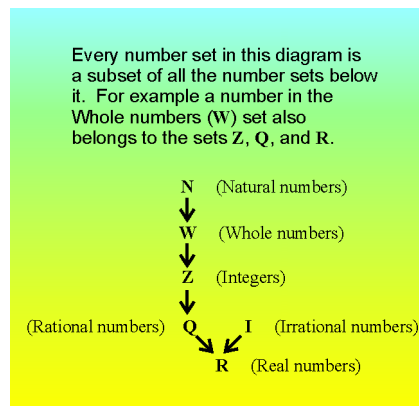 Every number set in this diagram is
a subset of all the number sets below
it. For example a number in the
Whole numbers (W) set also
belongs to the sets Z, Q, and R.
N (Natural numbers)
W (Whole numbers)
Z (Integers)
(Rational numbers) Q I (Irrational numbers)
R (Real numbers)